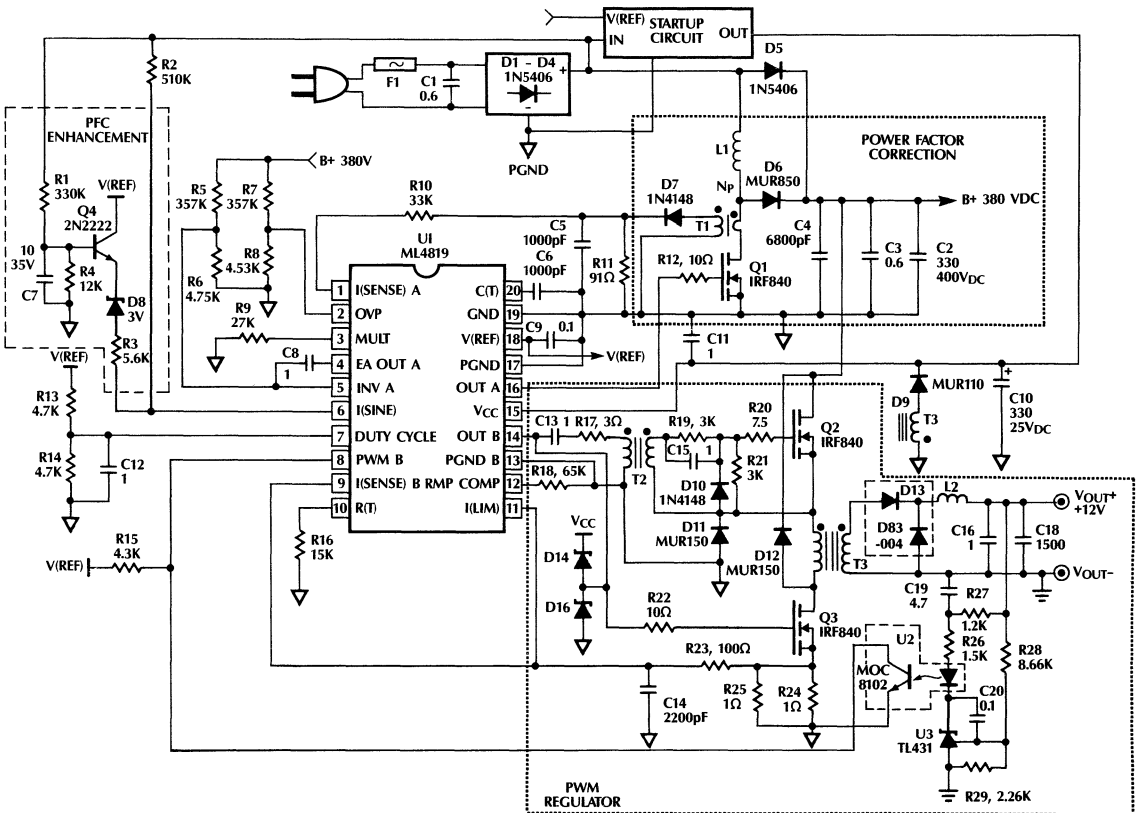 V(REF)
IN
STARTUP
CIRCUIT
OUT
R2
510K
F1
C1
0.6
D1 – D4
1N5406
+
–
PGND
D5
1N5406
PFC
ENHANCEMENT
R1
330K
V(REF)
Q4
2N2222
10
35V
C7
R4
12K
D8
3V
R3
5.6K
B+ 380V
R5
357K
R7
357K
R6
4.75K
R8
4.53K
R9
27K
C8
1
R10
33K
U1
ML4819
1
I(SENSE) A
2
OVP
3
MULT
4
EA OUT A
5
INV A
6
I(SINE)
7
DUTY CYCLE
8
PWM B
9
I(SENSE) B
10
R(T)
C(T)
20
GND
19
V(REF)
18
PGND
17
OUT A
16
VCC
15
OUT B
14
PGND B
13
RMP COMP
12
I(LIM)
11
C5
1000pF
C6
1000pF
R11
91Ω
C9
0.1
V(REF)
D7
1N4148
POWER FACTOR
CORRECTION
L1
NP
T1
D6
MUR850
R12, 10Ω
Q1
IRF840
C4
6800pF
C3
0.6
C2
330
400VDC
B+ 380 VDC
C11
1
V(REF)
R13
4.7K
R14
4.7K
C12
1
V(REF)
R15
4.3K
R16
15K
C13
1
R17, 3Ω
R18, 65K
T2
R19, 3K
C15
1
D10
1N4148
R21
3K
R20
7.5
Q2
IRF840
D11
MUR150
D12
MUR150
VCC
D14
D16
R22
10Ω
Q3
IRF840
R23, 100Ω
R25
1Ω
R24
1Ω
C14
2200pF
MUR110
D9
T3
+
C10
330
25VDC
D13
D83
-004
L2
T3
C16
1
C18
1500
VOUT+
+12V
VOUT–
C19
4.7
R27
1.2K
R26
1.5K
R28
8.66K
U2
MOC
8102
C20
0.1
U3
TL431
R29, 2.26K
PWM
REGULATOR